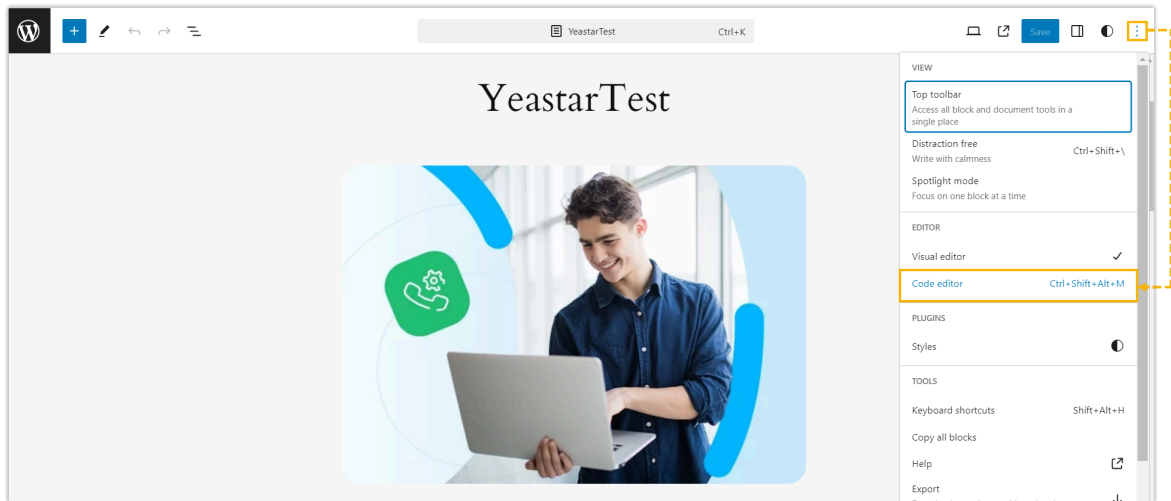 YeastarTest Ctrl+K
Save
YeastarTest
VIEW
Top toolbar
Access all block and document tools in a
single place
Distraction free Ctrl+Shift+\
Write with calmness
Spotlight mode
Focus on one block at a time
EDITOR
Visual editor
Code editor Ctrl+Shift+Alt+M
PLUGINS
Styles
TOOLS
Keyboard shortcuts Shift+Alt+H
Copy all blocks
Help
Export